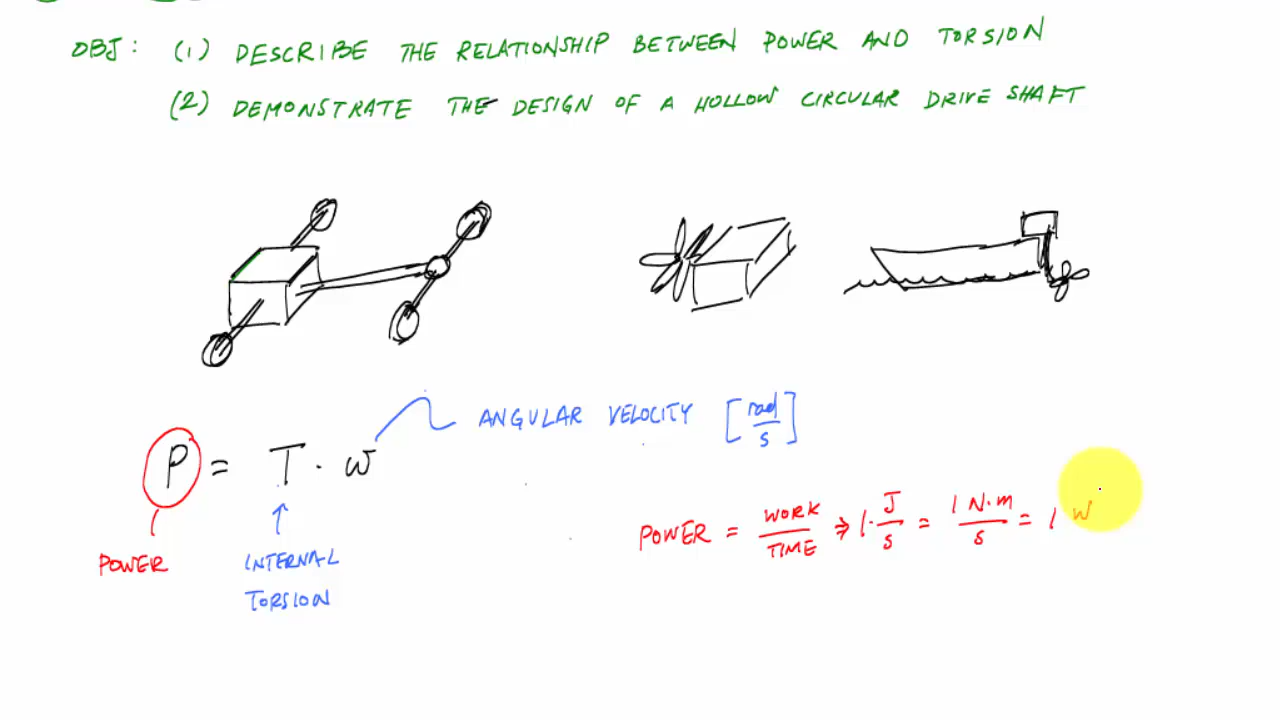 OBJ: (1) DESCRIBE THE RELATIONSHIP BETWEEN POWER AND TORSION
(2) DEMONSTRATE THE DESIGN OF A HOLLOW CIRCULAR DRIVE SHAFT
ANGULAR VELOCITY [rad/s]
P = T · ω
POWER
INTERNAL
TORSION
POWER = WORK/TIME → 1· J/s = 1 N·m/s = 1 W